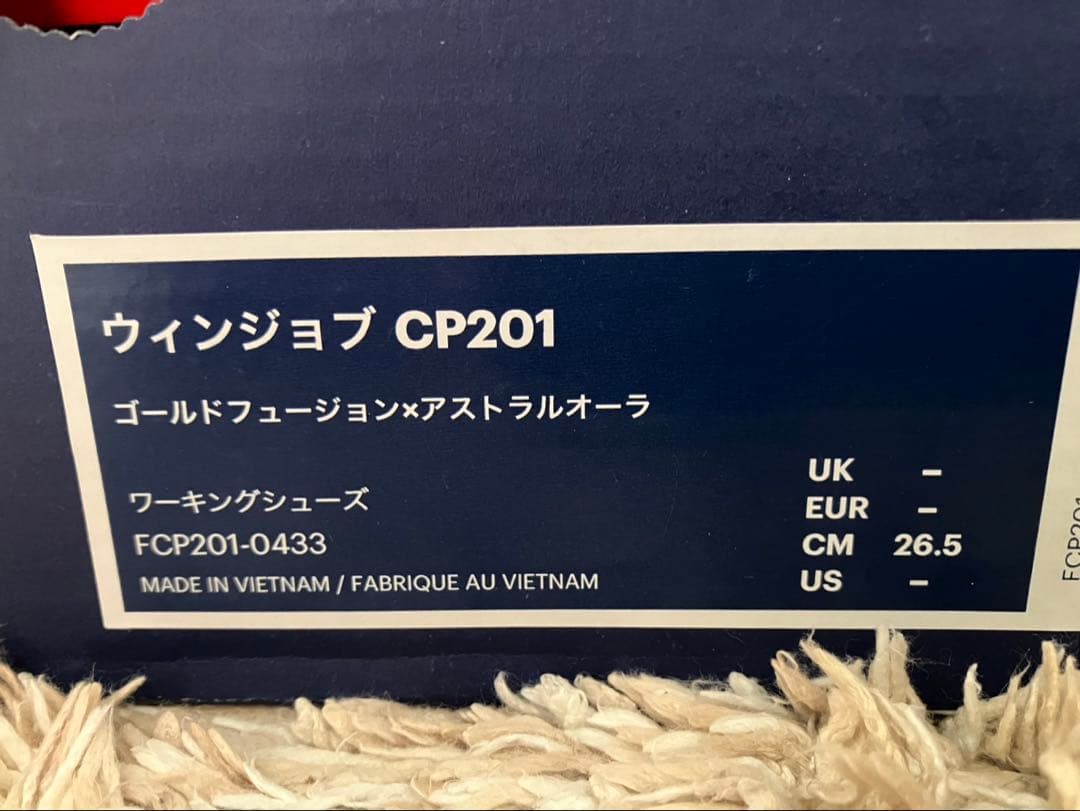 ウィンジョブ CP201
ゴールドフュージョン×アストラルオーラ
ワーキングシューズ
FCP201-0433
MADE IN VIETNAM / FABRIQUE AU VIETNAM
UK –
EUR –
CM 26.5
US –
FCP201